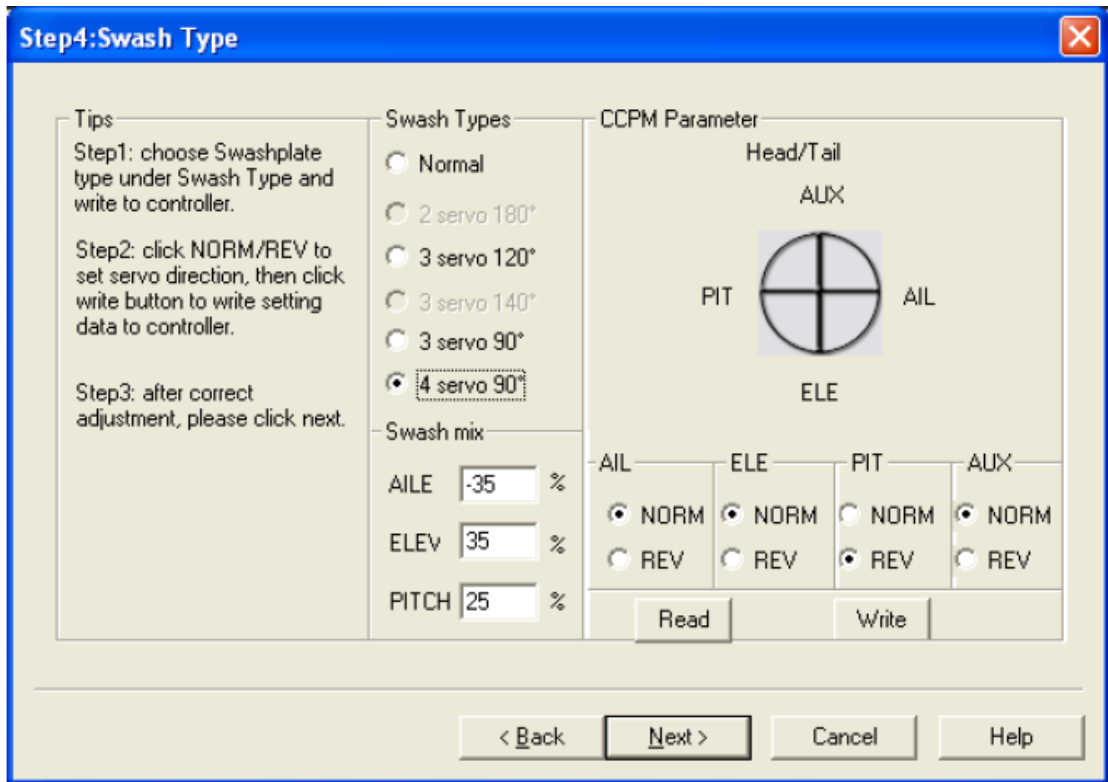 Step4:Swash Type
Tips
Step1: choose Swashplate
type under Swash Type and
write to controller.
Step2: click NORM/REV to
set servo direction, then click
write button to write setting
data to controller.
Step3: after correct
adjustment, please click next.
Swash Types
Normal
2 servo 180°
3 servo 120°
3 servo 140°
3 servo 90°
4 servo 90°
Swash mix
AILE -35 %
ELEV 35 %
PITCH 25 %
CCPM Parameter
Head/Tail
AUX
PIT AIL
ELE
AIL ELE PIT AUX
NORM NORM NORM NORM
REV REV REV REV
Read Write
< Back Next > Cancel Help